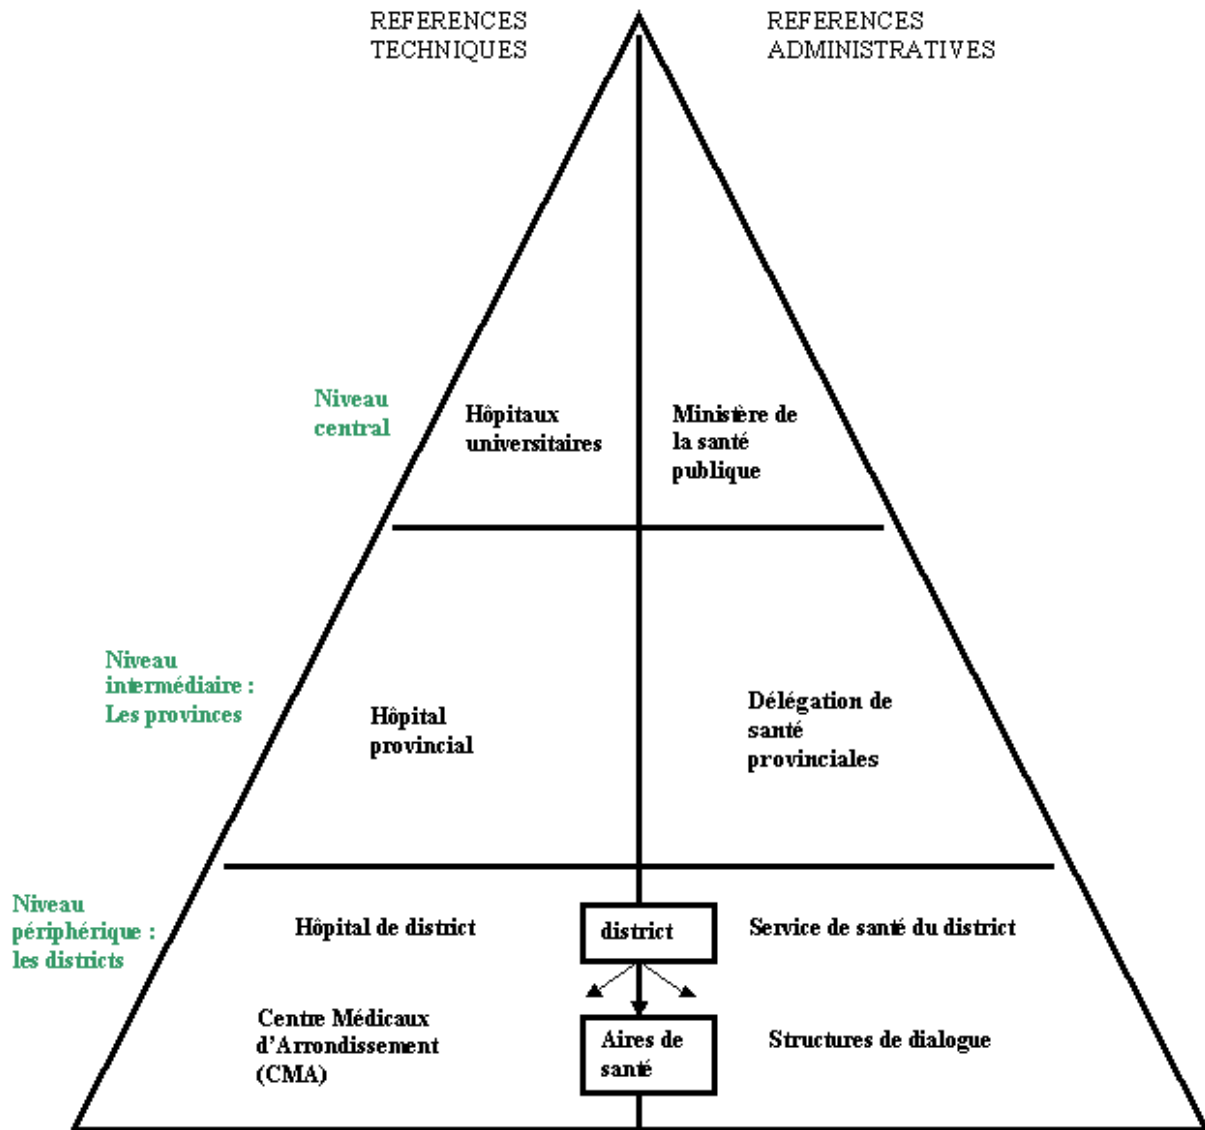 REFERENCES
TECHNIQUES
REFERENCES
ADMINISTRATIVES
Niveau
central
Hôpitaux
universitaires
Ministère de
la santé
publique
Niveau
intermédiaire :
Les provinces
Hôpital
provincial
Délégation de
santé
provinciales
Niveau
périphérique :
les districts
Hôpital de district
district
Service de santé du district
Centre Médicaux
d'Arrondissement
(CMA)
Aires de
santé
Structures de dialogue